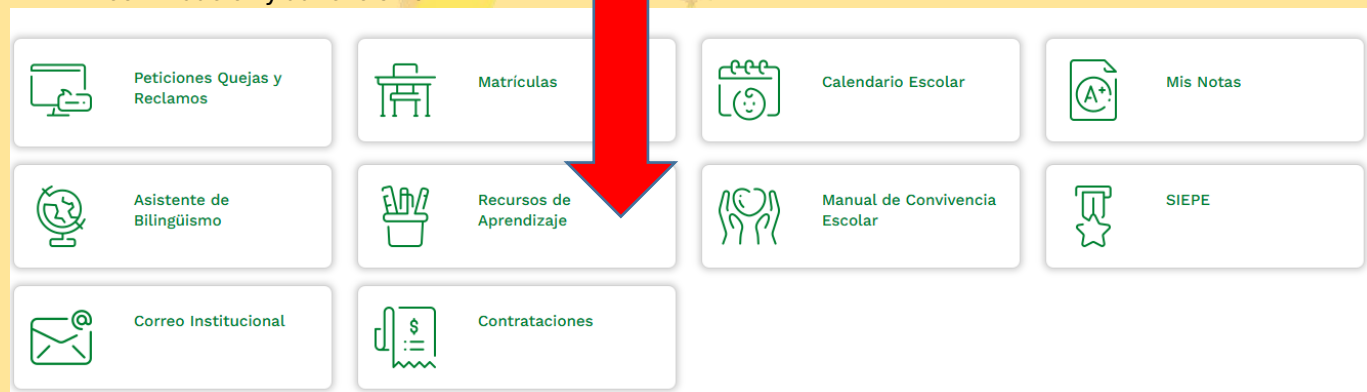 Peticiones Quejas y
Reclamos
Matrículas
Calendario Escolar
A+
Mis Notas
Asistente de
Bilingüismo
Recursos de
Aprendizaje
Manual de Convivencia
Escolar
SIEPE
@
Correo Institucional
$
Contrataciones